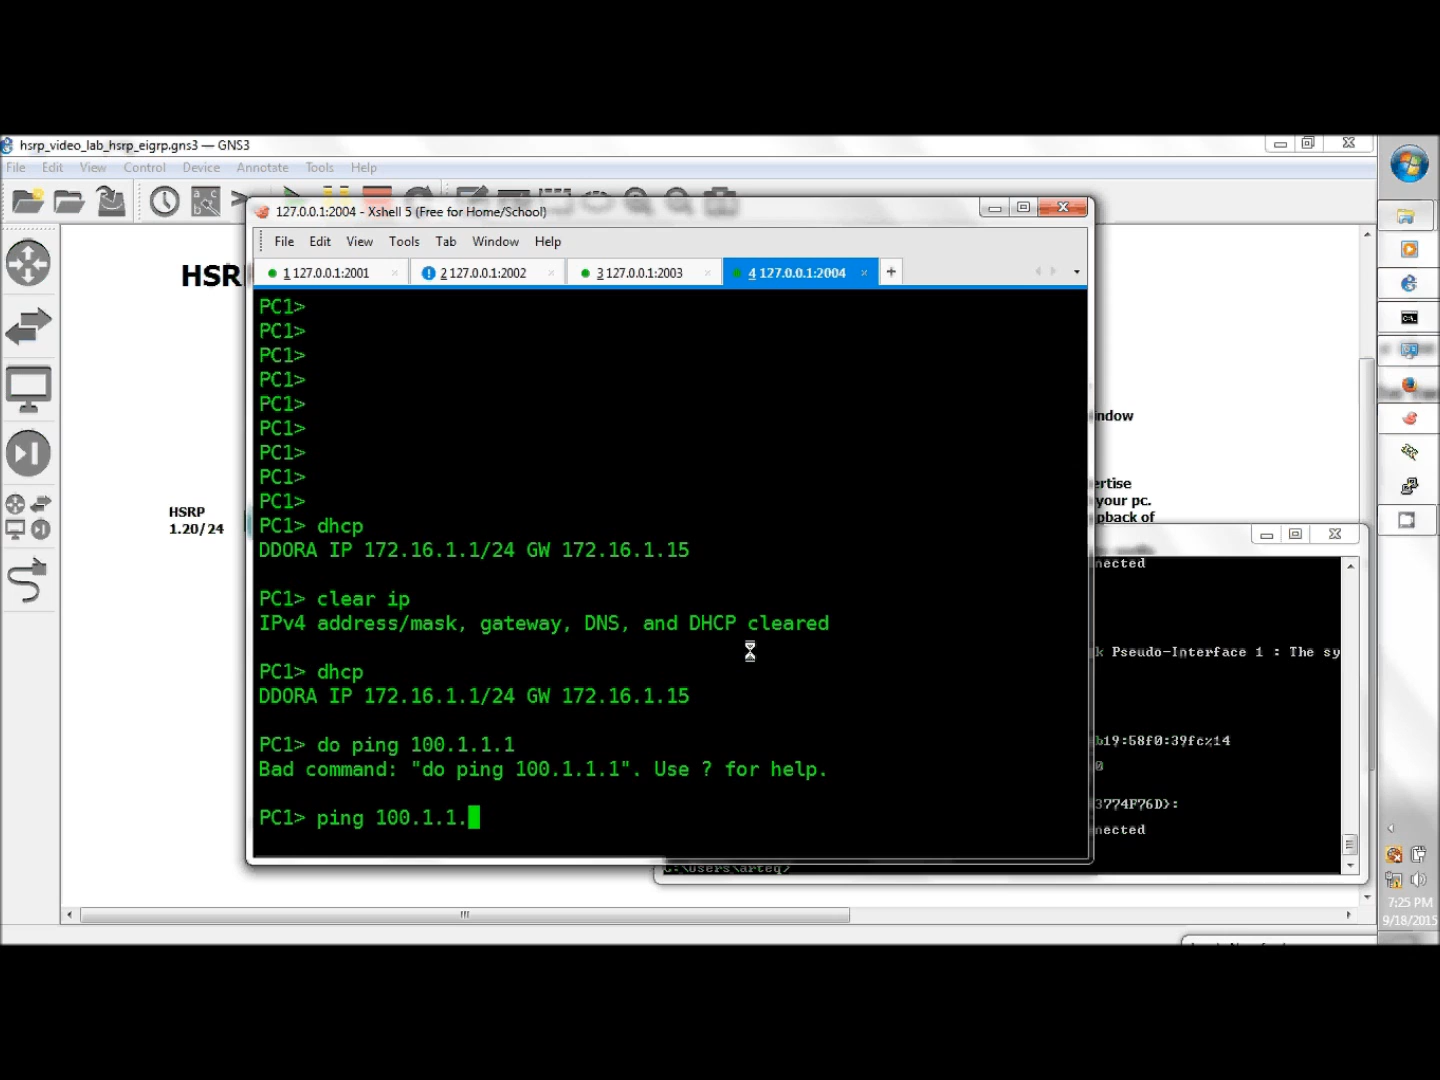 hsrp_video_lab_hsrp_eigrp.gns3 — GNS3
File Edit View Control Device Annotate Tools Help
127.0.0.1:2004 - Xshell 5 (Free for Home/School)
File Edit View Tools Tab Window Help
1 127.0.0.1:2001
2 127.0.0.1:2002
3 127.0.0.1:2003
4 127.0.0.1:2004
HSR
HSRP
1.20/24
PC1>
PC1>
PC1>
PC1>
PC1>
PC1>
PC1>
PC1>
PC1>
PC1> dhcp
DDORA IP 172.16.1.1/24 GW 172.16.1.15
PC1> clear ip
IPv4 address/mask, gateway, DNS, and DHCP cleared
PC1> dhcp
DDORA IP 172.16.1.1/24 GW 172.16.1.15
PC1> do ping 100.1.1.1
Bad command: "do ping 100.1.1.1". Use ? for help.
PC1> ping 100.1.1.
ndow
ertise
your pc.
pback of
nected
k Pseudo-Interface 1 : The sy
b19:58f0:39fc%14
0
3774F76D}:
nected
C:\Users\arteq>
7:25 PM
9/18/2015